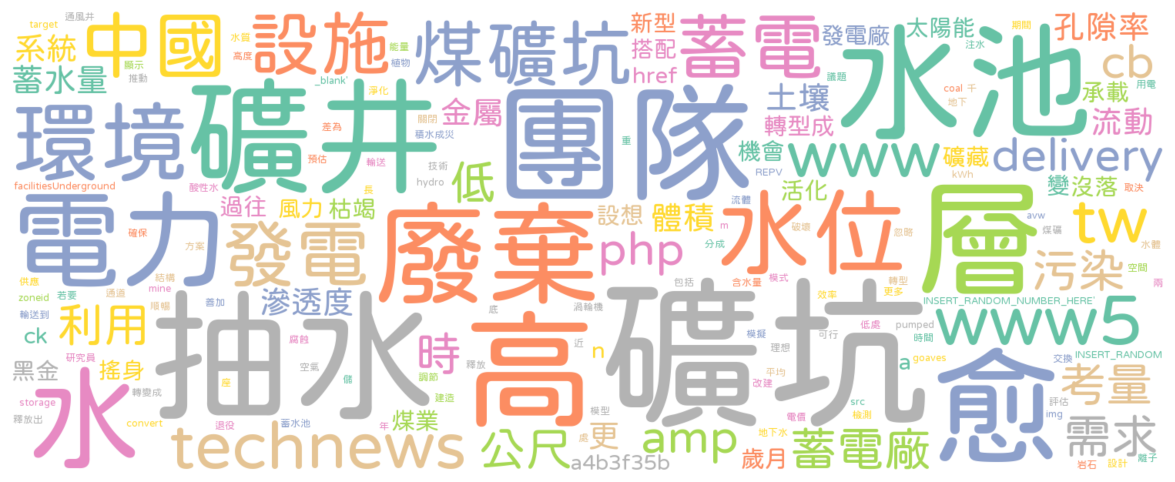 target
通風井
水量
能量
新型
發電廠
太陽能
期間
孔隙率
系統
中國
設施
煤礦坑
蓄電
水池
高度
顯示
植物
搭配
議題
注水
cb
蓄水量
推動
_blank`
淨化
href
土壤
coal
千
用電
承載
環境
礦井
金屬
團隊
轉型成
地下
流動
關閉
差為
積水成災
重
機會
www
礦藏
delivery
預估
輸送
技術
低
kWh
facilitiesUnderground
酸性水
長
hydro
REPV
活化
變
沒落
取決
電力
過往
風力
枯竭
設想
體積
流體
m
破壞
水位
忽略
層
avw
煤礦
tw
確保
方案
發電
廢棄
php
分成
水體
供應
結構
mine
包括
含水量
模式
轉型
更多
污染
空間
兩
zoneid
若要
通道
順暢
善加
滲透度
渦輪機
效率
INSERT_RANDOM_NUMBER_HERE`
輸送到
利用
抽水
底
礦坑
模擬
可行
低處
pumped
時間
www5
ck
腐蝕
高
近
理想
INSERT_RANDOM
研究員
黑金
搖身
空氣
儲
時
釋放
n
平均
a
goaves
愈
交換
考量
轉變成
座
調節
模型
改建
評估
storage
水
建造
src
img
釋放出
convert
退役
蓄水池
年
煤業
處
電價
檢測
需求
technews
公尺
更
amp
地下水
蓄電廠
離子
a4b3f35b
歲月
岩石
設計